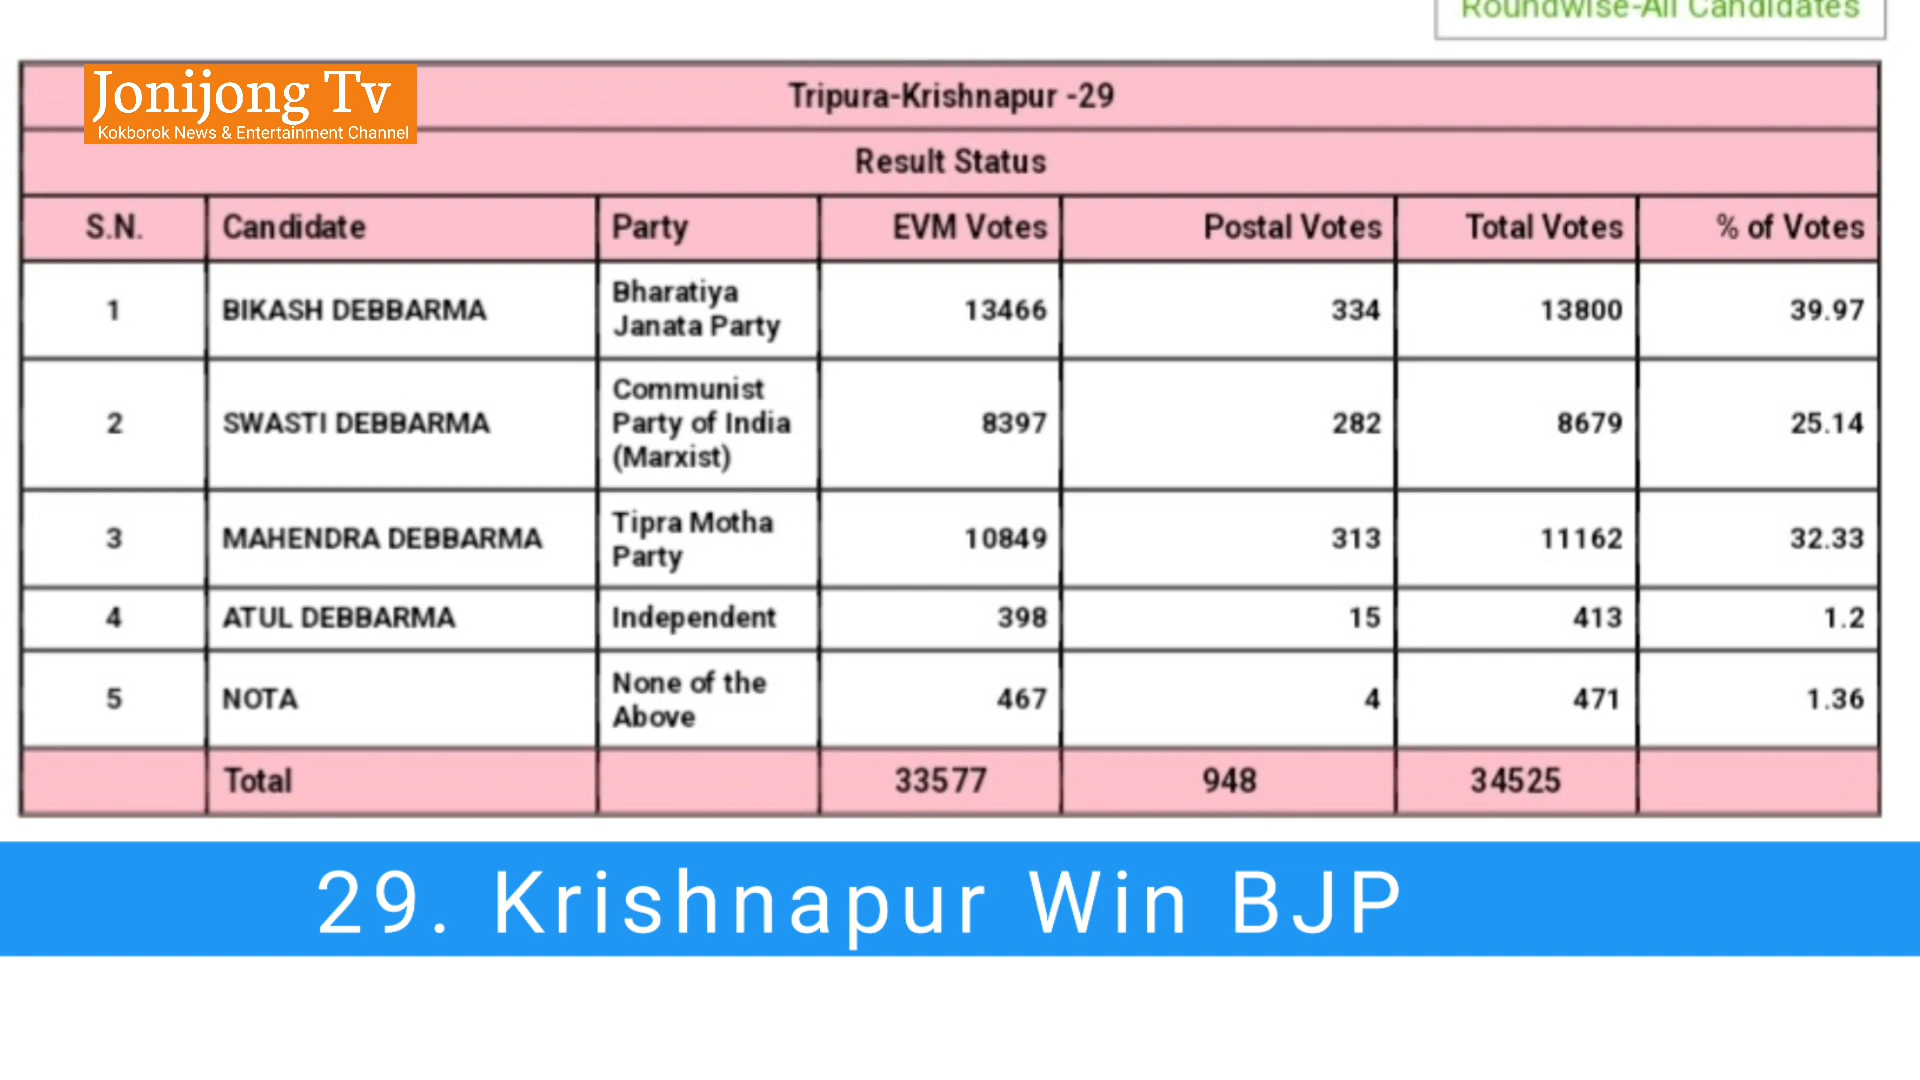 Roundwise-All Candidates
Jonijong Tv
Kokborok News & Entertainment Channel
Tripura-Krishnapur -29
Result Status
S.N. Candidate Party EVM Votes Postal Votes Total Votes % of Votes
1 BIKASH DEBBARMA Bharatiya Janata Party 13466 334 13800 39.97
2 SWASTI DEBBARMA Communist Party of India (Marxist) 8397 282 8679 25.14
3 MAHENDRA DEBBARMA Tipra Motha Party 10849 313 11162 32.33
4 ATUL DEBBARMA Independent 398 15 413 1.2
5 NOTA None of the Above 467 4 471 1.36
Total 33577 948 34525
29. Krishnapur Win BJP